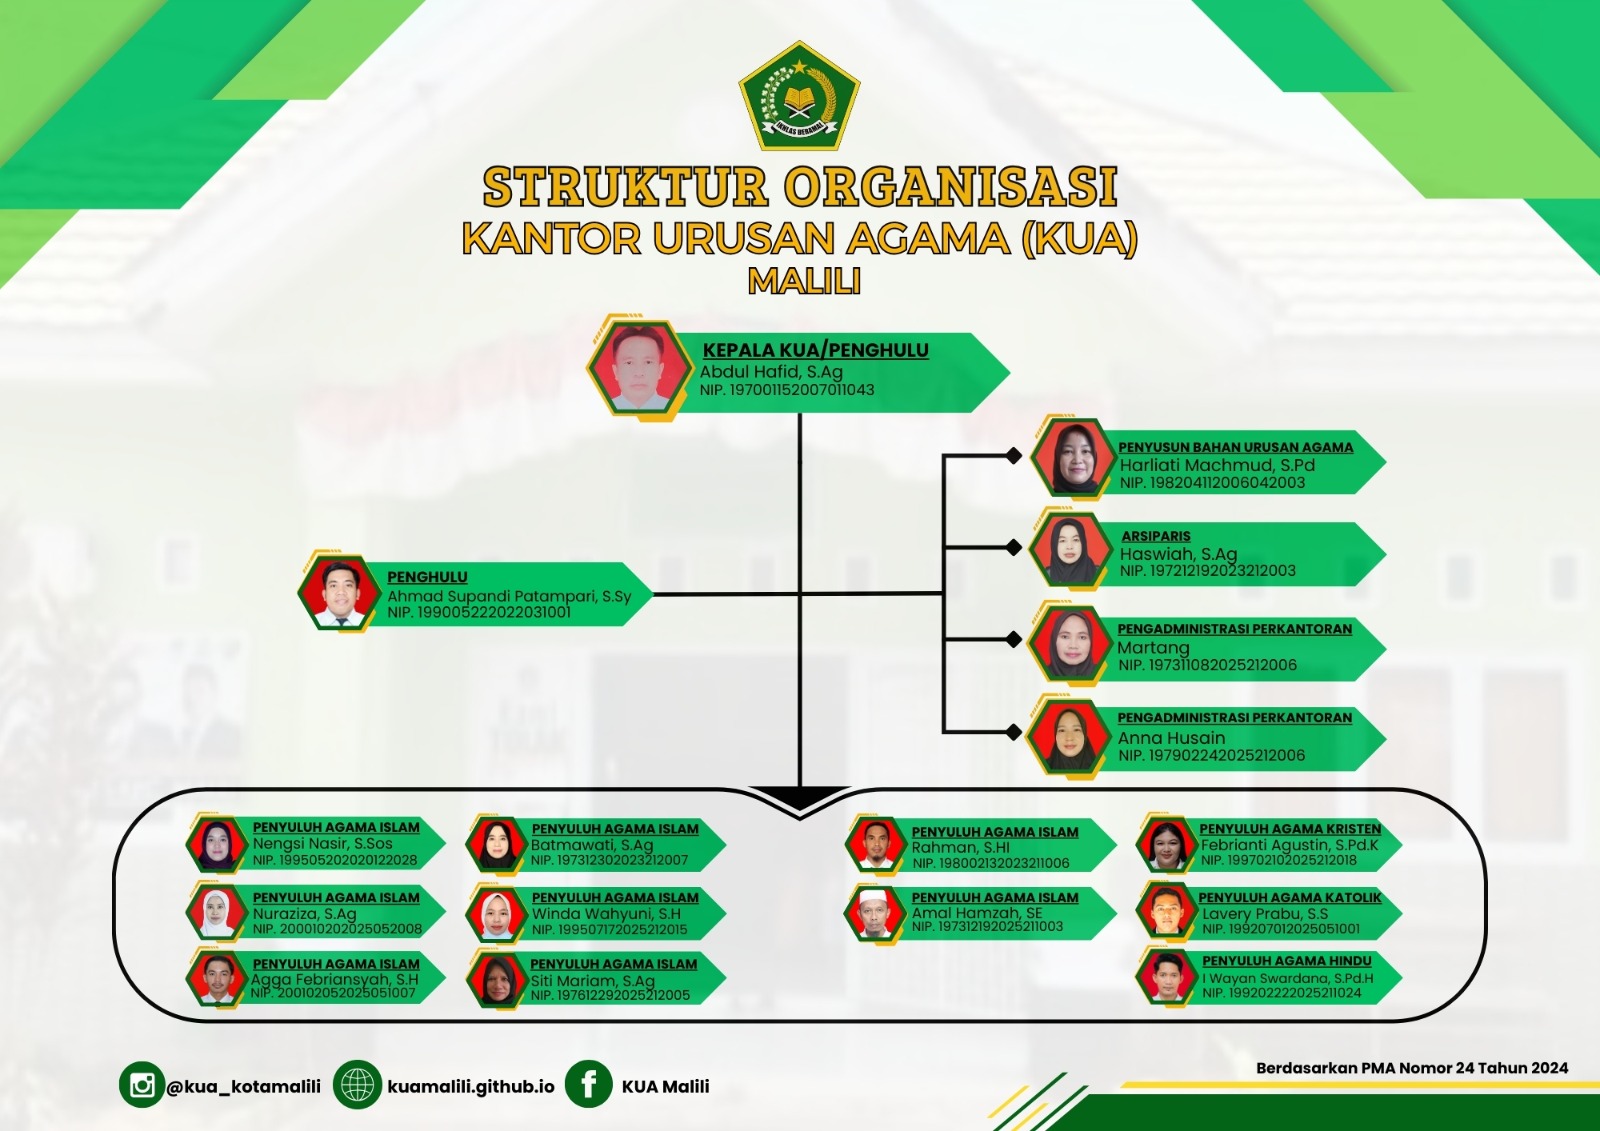 IKHLAS BERAMAL
STRUKTUR ORGANISASI
KANTOR URUSAN AGAMA (KUA)
MALILI
KEPALA KUA/PENGHULU
Abdul Hafid, S.Ag
NIP. 197001152007011043
PENYUSUN BAHAN URUSAN AGAMA
Harliati Machmud, S.Pd
NIP. 198204112006042003
ARSIPARIS
Haswiah, S.Ag
NIP. 197212192023212003
PENGHULU
Ahmad Supandi Patampari, S.Sy
NIP. 199005222022031001
PENGADMINISTRASI PERKANTORAN
Martang
NIP. 197311082025212006
PENGADMINISTRASI PERKANTORAN
Anna Husain
NIP. 197902242025212006
PENYULUH AGAMA ISLAM
Nengsi Nasir, S.Sos
NIP. 199505202020122028
PENYULUH AGAMA ISLAM
Nuraziza, S.Ag
NIP. 200010202025052008
PENYULUH AGAMA ISLAM
Agga Febriansyah, S.H
NIP. 200102052025051007
PENYULUH AGAMA ISLAM
Batmawati, S.Ag
NIP. 197312302023212007
PENYULUH AGAMA ISLAM
Winda Wahyuni, S.H
NIP. 199507172025212015
PENYULUH AGAMA ISLAM
Siti Mariam, S.Ag
NIP. 197612292025212005
PENYULUH AGAMA ISLAM
Rahman, S.HI
NIP. 198002132023211006
PENYULUH AGAMA ISLAM
Amal Hamzah, SE
NIP. 197312192025211003
PENYULUH AGAMA KRISTEN
Febrianti Agustin, S.Pd.K
NIP. 199702102025212018
PENYULUH AGAMA KATOLIK
Lavery Prabu, S.S
NIP. 199207012025051001
PENYULUH AGAMA HINDU
I Wayan Swardana, S.Pd.H
NIP. 199202222025211024
Berdasarkan PMA Nomor 24 Tahun 2024
@kua_kotamalili
kuamalili.github.io
KUA Malili